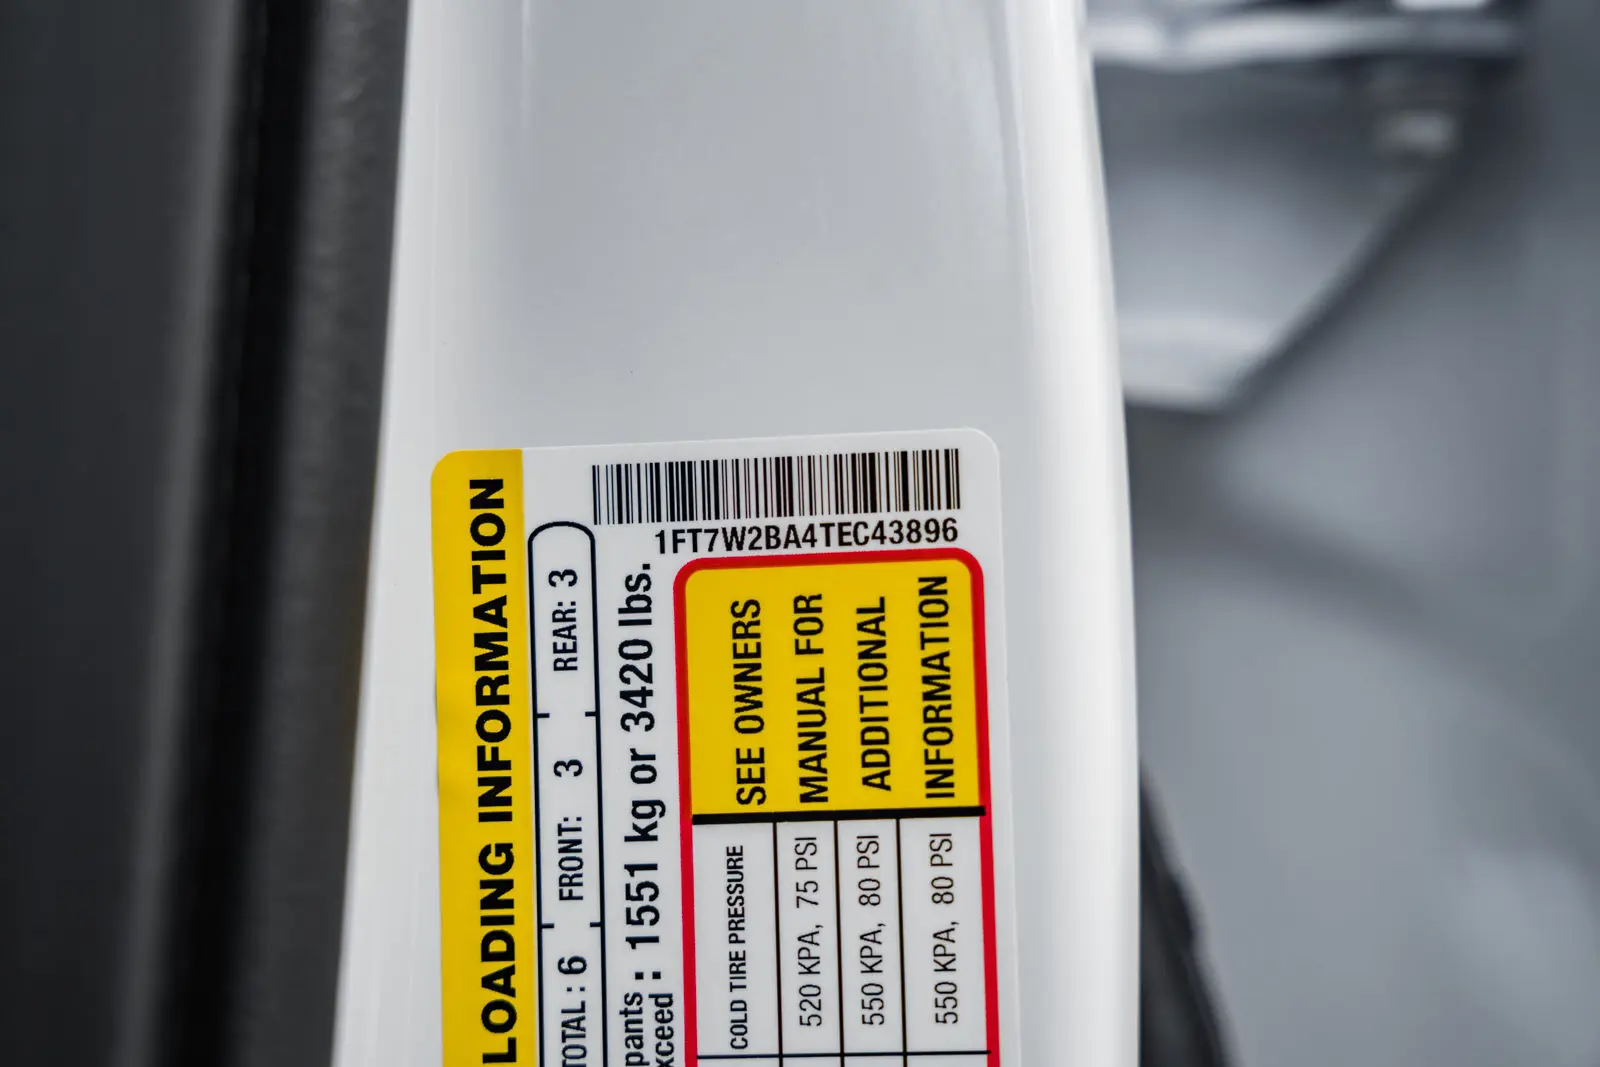 1FT7W2BA4TEC43896
LOADING INFORMATION
TOTAL : 6 FRONT: 3 REAR: 3
pants
xceed : 1551 kg or 3420 lbs.
COLD TIRE PRESSURE
520 KPA, 75 PSI
550 KPA, 80 PSI
550 KPA, 80 PSI
SEE OWNERS
MANUAL FOR
ADDITIONAL
INFORMATION